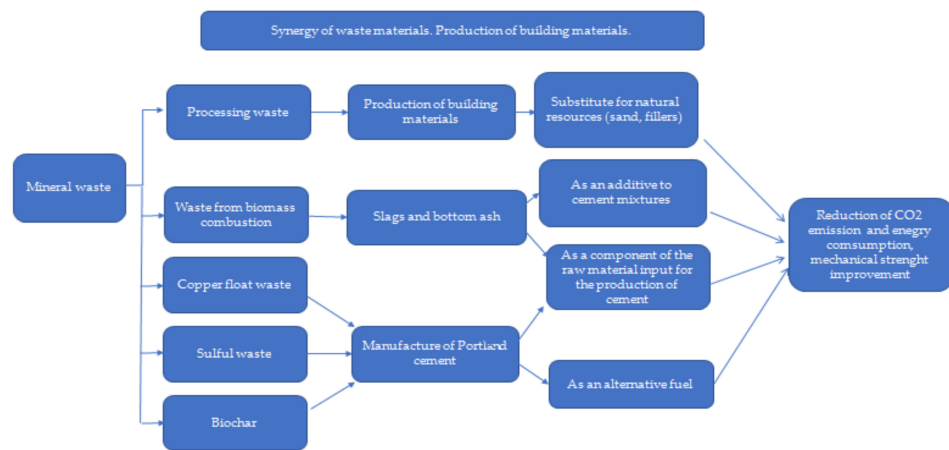 Synergy of waste materials. Production of building materials.
Processing waste
Production of building
materials
Substitute for natural
resources (sand, fillers)
Mineral waste
Waste from biomass
combustion
Slags and bottom ash
As an additive to
cement mixtures
Reduction of CO2
emission and enegry
comsumption,
mechanical strenght
improvement
As a component of the
raw material input for
the production of
cement
Copper float waste
Manufacture of Portland
cement
Sulful waste
As an alternative fuel
Biochar